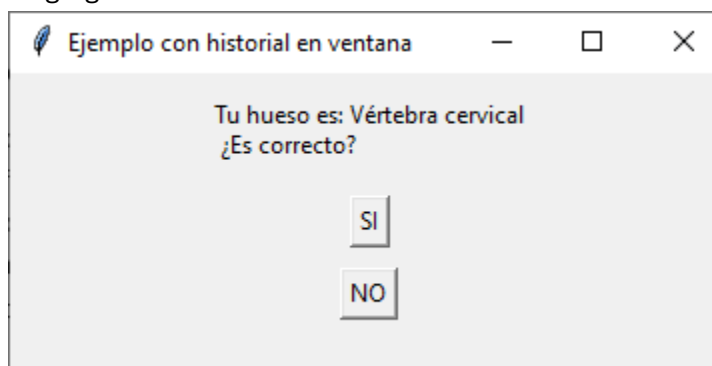 Ejemplo con historial en ventana
Tu hueso es: Vértebra cervical
¿Es correcto?
SI
NO